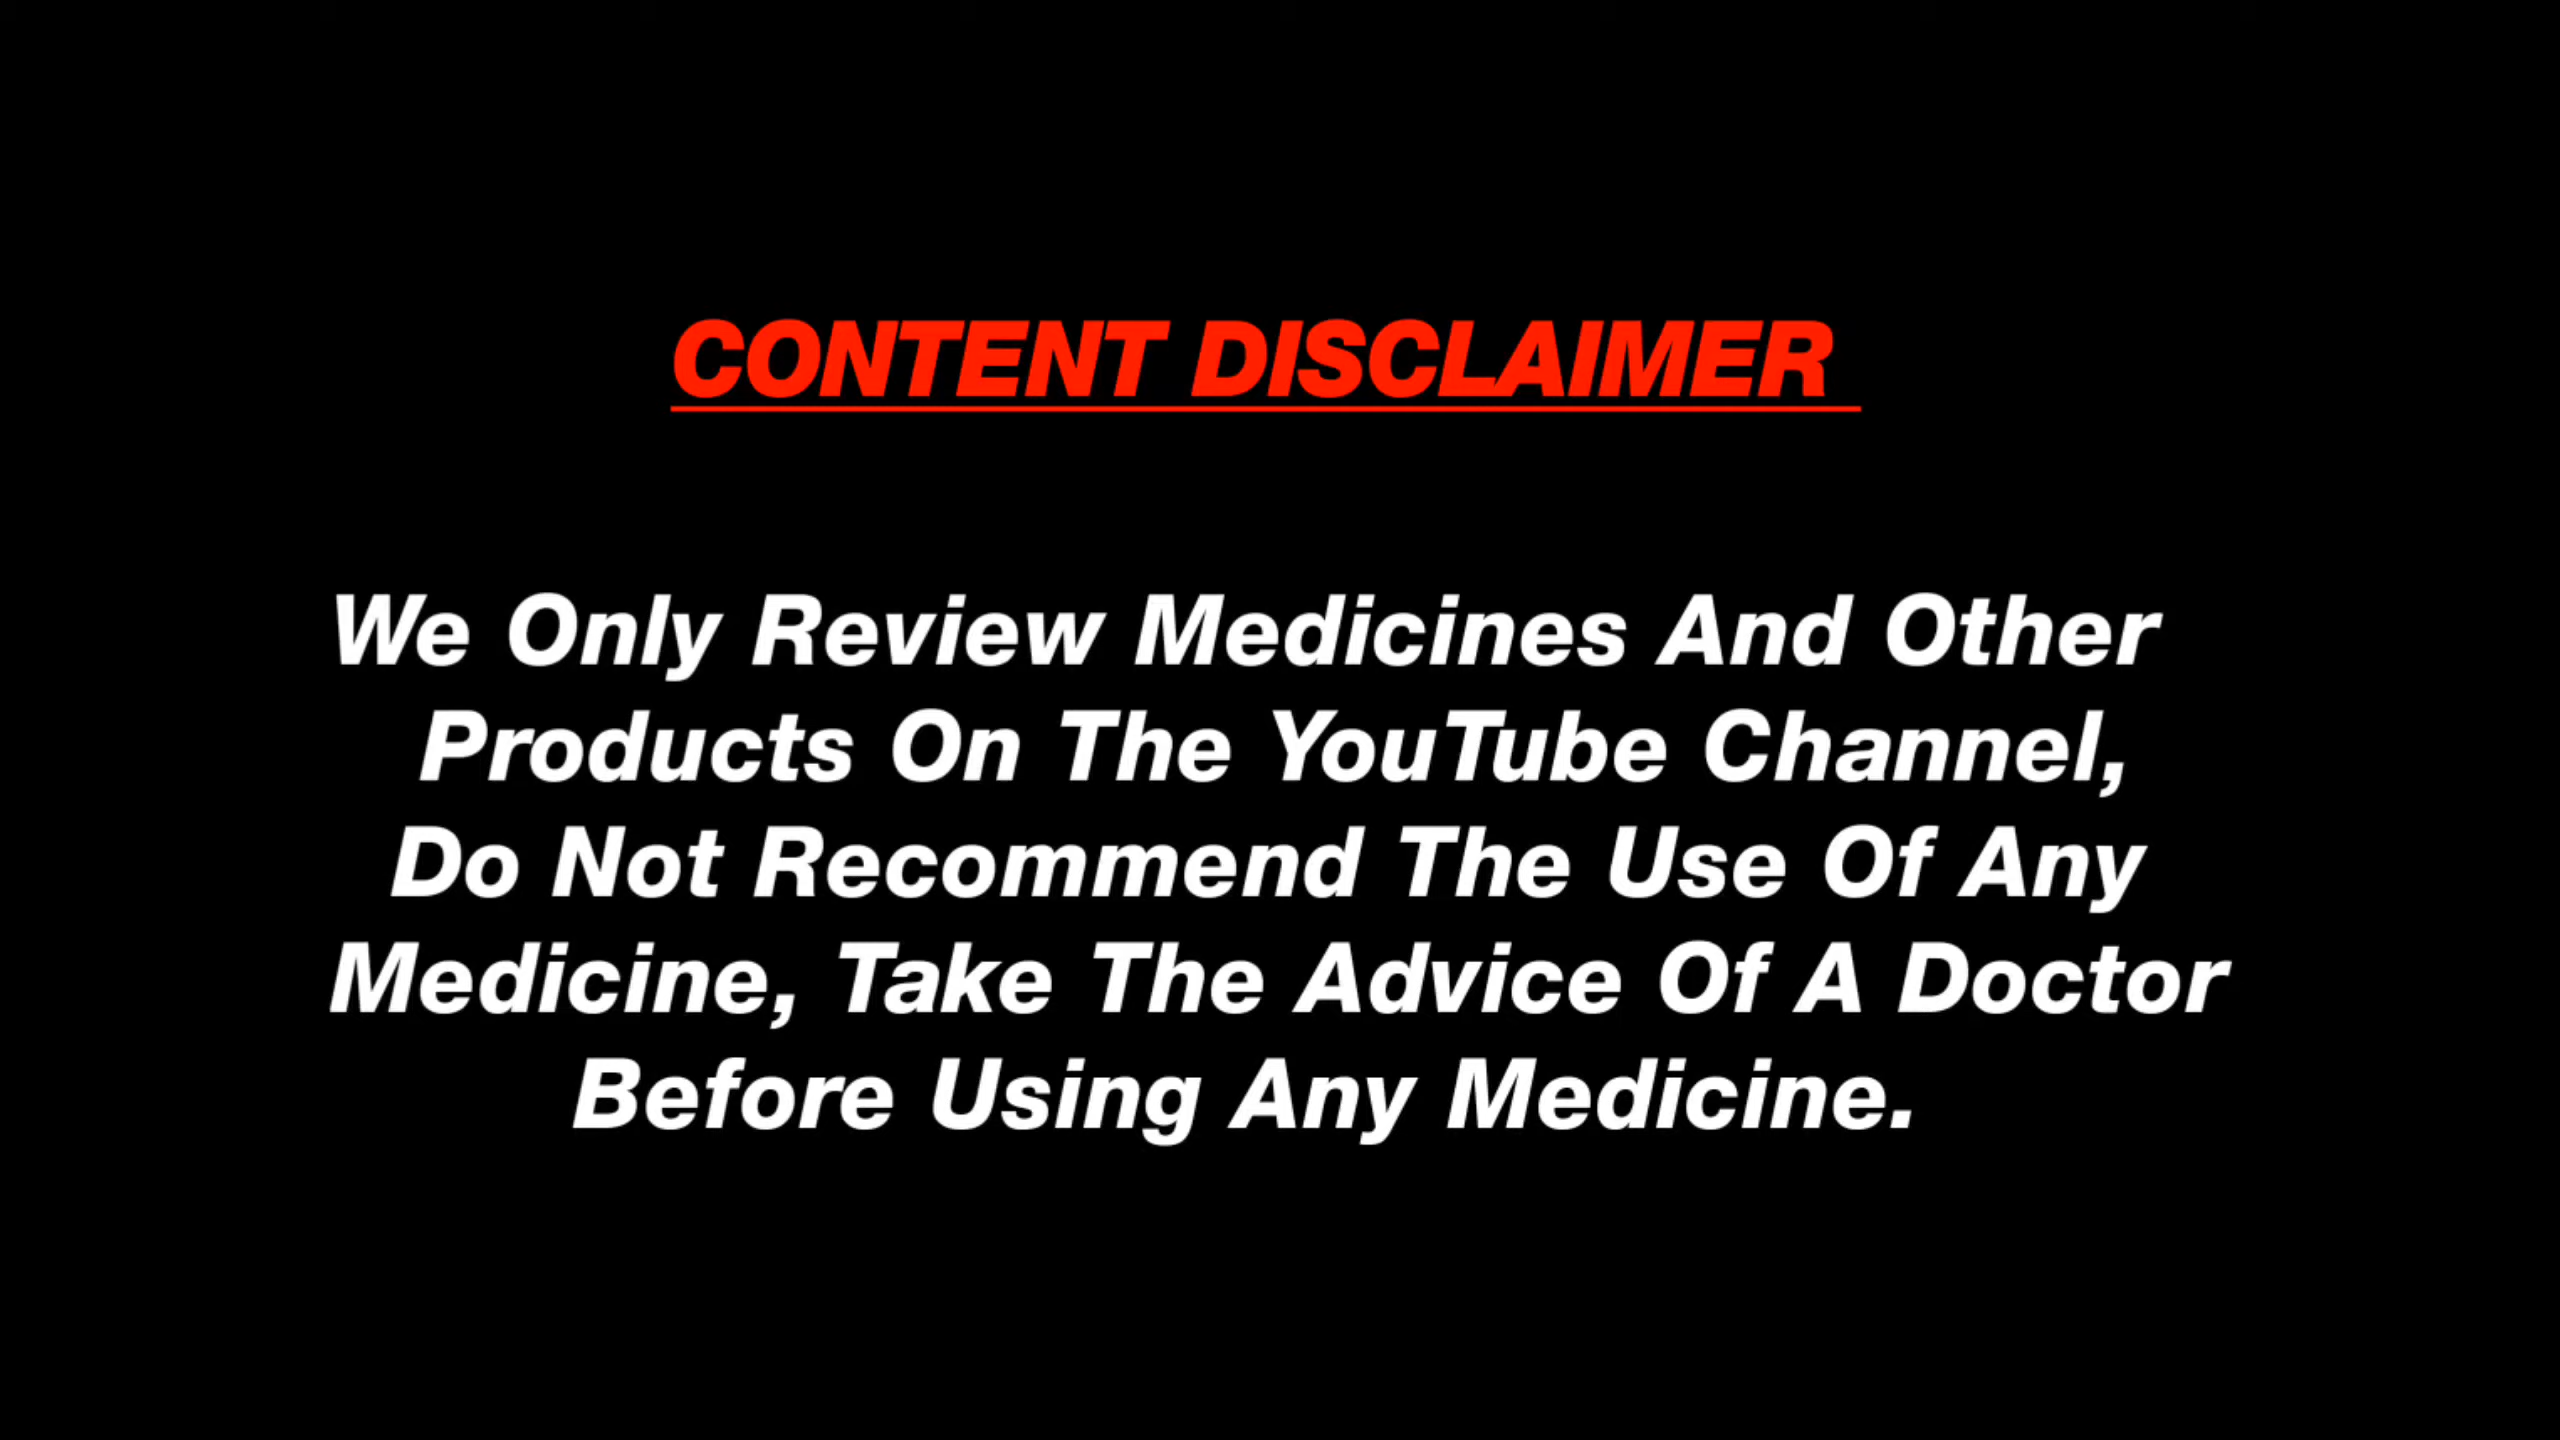 CONTENT DISCLAIMER
We Only Review Medicines And Other
Products On The YouTube Channel,
Do Not Recommend The Use Of Any
Medicine, Take The Advice Of A Doctor
Before Using Any Medicine.